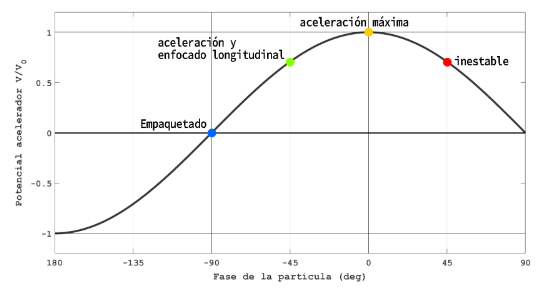 aceleración máxima
aceleración y
enfocado longitudinal
inestable
Empaquetado
Potencial acelerador V/V₀
1
0.5
0
-0.5
-1
180
-135
-90
-45
0
45
90
Fase de la particula (deg)